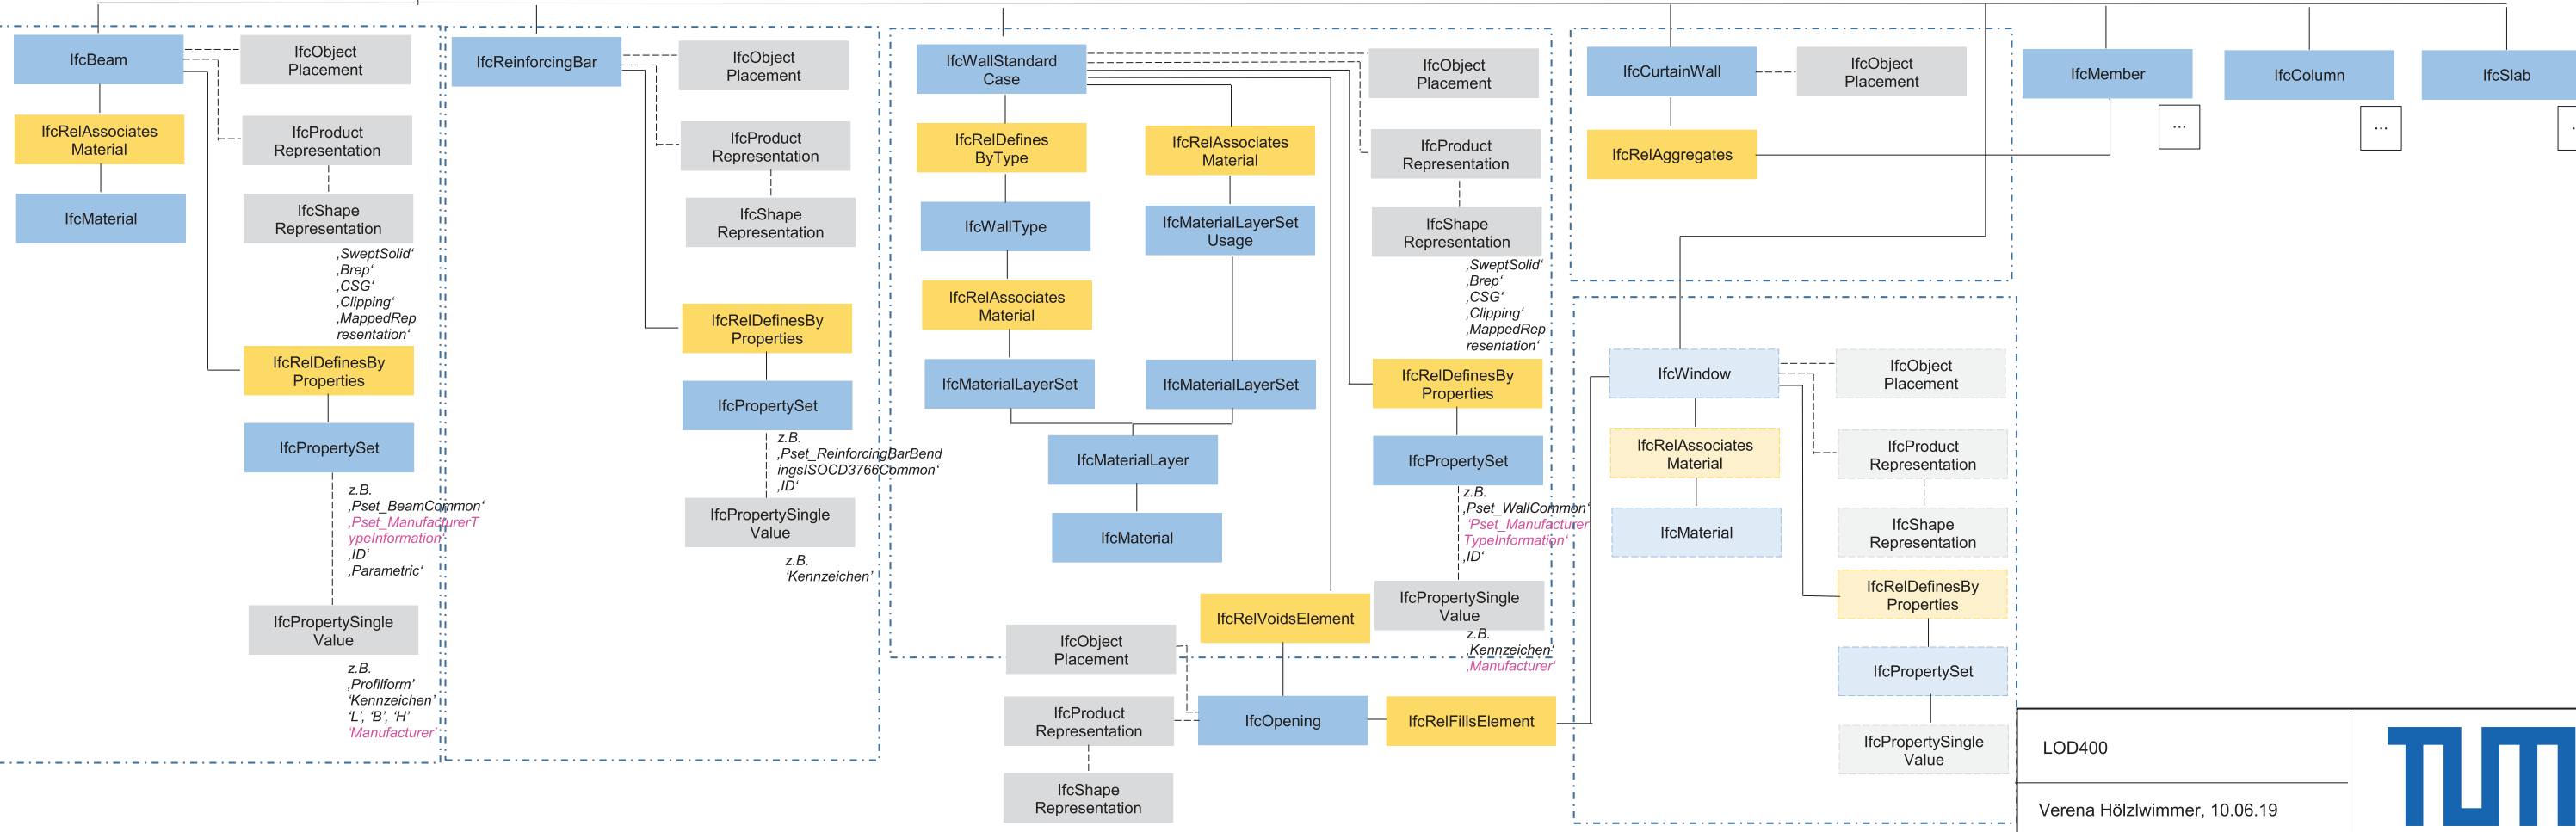 IfcBeam
IfcObject
Placement
IfcRelAssociates
Material
IfcProduct
Representation
IfcMaterial
IfcShape
Representation
‚SweptSolid‘
‚Brep‘
‚CSG‘
‚Clipping‘
‚MappedRep
resentation‘
IfcRelDefinesBy
Properties
IfcPropertySet
z.B.
‚Pset_BeamCommon‘
‚Pset_ManufacturerT
ypeInformation‘
‚ID‘
‚Parametric‘
IfcPropertySingle
Value
z.B.
‚Profilform’
‘Kennzeichen’
‘L’, ‘B’, ‘H’
‘Manufacturer’
IfcReinforcingBar
IfcObject
Placement
IfcProduct
Representation
IfcShape
Representation
IfcRelDefinesBy
Properties
IfcPropertySet
z.B.
‚Pset_ReinforcingBarBend
ingsISOCD3766Common‘
‚ID‘
IfcPropertySingle
Value
z.B.
‘Kennzeichen’
IfcWallStandard
Case
IfcRelDefines
ByType
IfcWallType
IfcRelAssociates
Material
IfcMaterialLayerSet
IfcRelAssociates
Material
IfcMaterialLayerSet
Usage
IfcMaterialLayerSet
IfcMaterialLayer
IfcMaterial
IfcObject
Placement
IfcProduct
Representation
IfcShape
Representation
‚SweptSolid‘
‚Brep‘
‚CSG‘
‚Clipping‘
‚MappedRep
resentation‘
IfcRelDefinesBy
Properties
IfcPropertySet
z.B.
‚Pset_WallCommon‘
‘Pset_Manufacturer
TypeInformation‘
‚ID‘
IfcPropertySingle
Value
z.B.
‚Kennzeichen‘
‚Manufacturer‘
IfcRelVoidsElement
IfcObject
Placement
IfcProduct
Representation
IfcShape
Representation
IfcOpening
IfcRelFillsElement
IfcCurtainWall
IfcObject
Placement
IfcRelAggregates
IfcMember
...
IfcColumn
...
IfcSlab
IfcWindow
IfcObject
Placement
IfcRelAssociates
Material
IfcProduct
Representation
IfcMaterial
IfcShape
Representation
IfcRelDefinesBy
Properties
IfcPropertySet
IfcPropertySingle
Value
LOD400
Verena Hölzlwimmer, 10.06.19
TUM